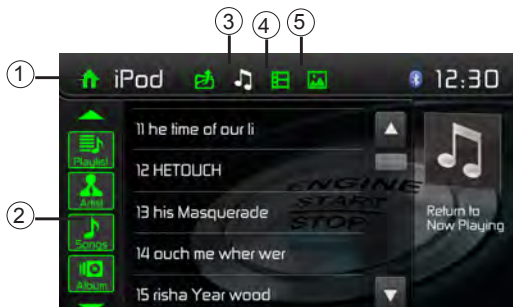 3 4 5
1 iPod 12:30
Playlist
Artist
2
Songs
Album
11 he time of our li
12 HETOUCH
13 his Masquerade
14 ouch me wher wer
15 risha Year wood
ENGINE
START
STOP
Return to
Now Playing